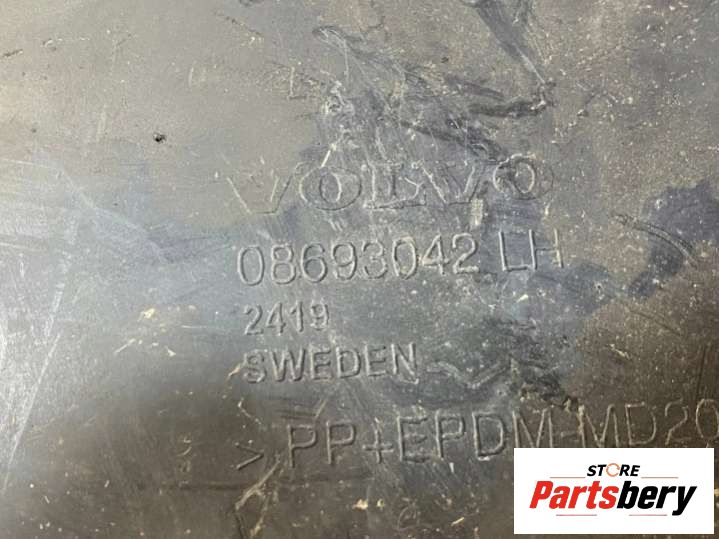 VOLVO
08693042 LH
2419
SWEDEN
> PP+EPDM-MD20
STORE
Partsbery